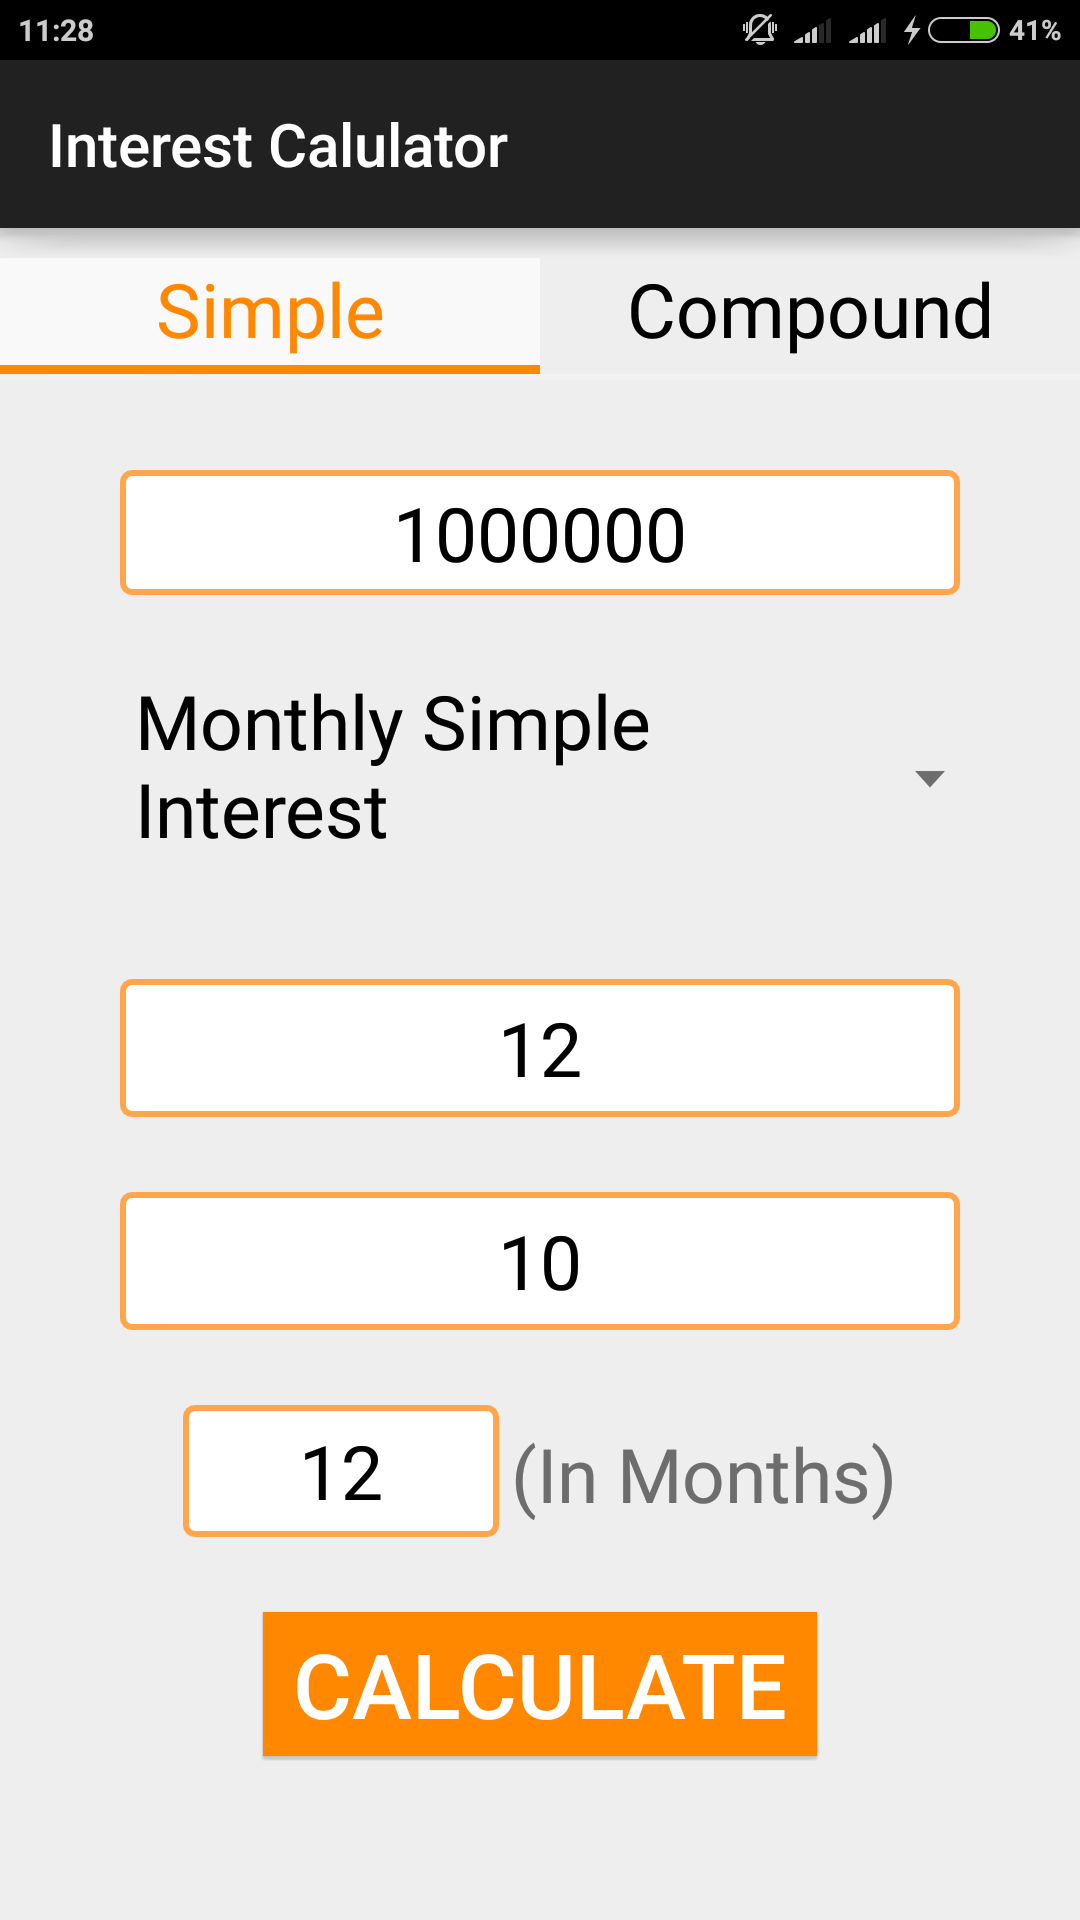 11:28 41%
Interest Calulator
Simple Compound
1000000
Monthly Simple
Interest
12
10
12 (In Months)
CALCULATE